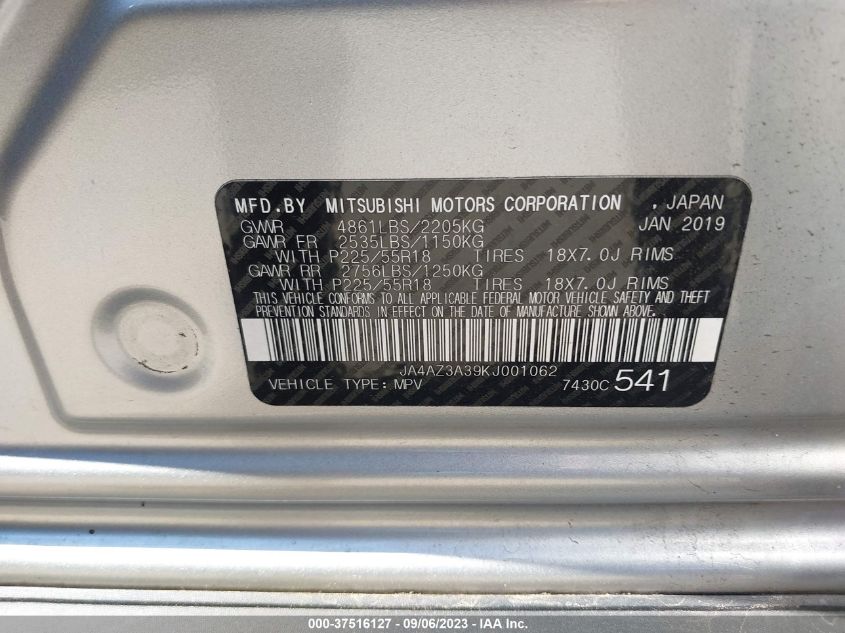 MFD.BY MITSUBISHI MOTORS CORPORATION , JAPAN
GVWR 4861LBS/2205KG JAN 2019
GAWR FR 2535LBS/1150KG
WITH P225/55R18 TIRES 18X7.0J RIMS
GAWR RR 2756LBS/1250KG
WITH P225/55R18 TIRES 18X7.0J RIMS
THIS VEHICLE CONFORMS TO ALL APPLICABLE FEDERAL MOTOR VEHICLE SAFETY AND THEFT
PREVENTION STANDARDS IN EFFECT ON THE DATE OF MANUFACTURE SHOWN ABOVE.
JA4AZ3A39KJ001062
VEHICLE TYPE: MPV 7430C 541
000-37516127 - 09/06/2023 - IAAI.COM